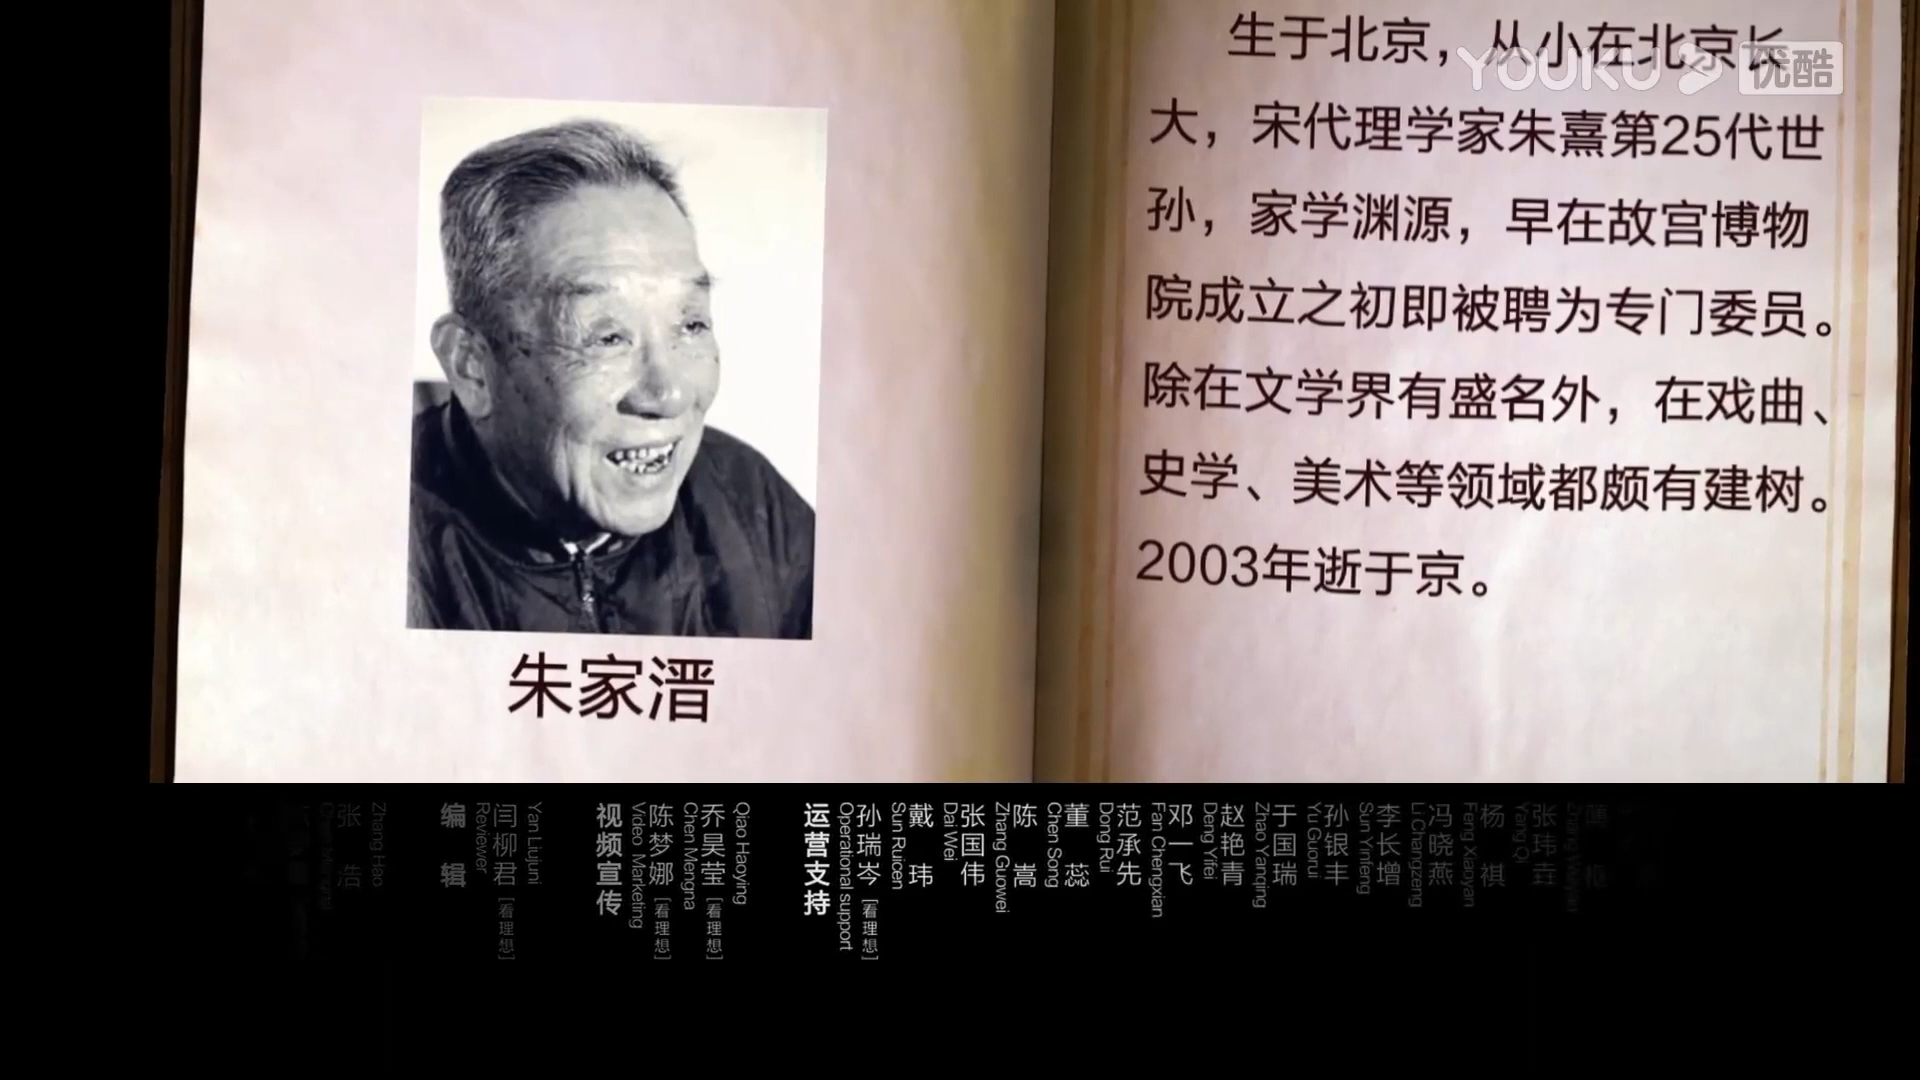 生于北京，从小在北京长
大，宋代理学家朱熹第25代世
孙，家学渊源，早在故宫博物
院成立之初即被聘为专门委员。
除在文学界有盛名外，在戏曲、
史学、美术等领域都颇有建树。
2003年逝于京。
YOUKU 优酷
朱家溍
张 浩
Zhang Hao
编 辑
Reviewer
闫柳君［看理想］
Yan Liujuni
视频宣传
Video Marketing
陈梦娜［看理想］
Chen Mengna
乔昊莹［看理想］
Qiao Haoying
运营支持
Operational support
孙瑞岑［看理想］
Sun Ruicen
戴 玮
Dai Wei
张国伟
Zhang Guowei
陈 嵩
Chen Song
董 蕊
Dong Rui
范承先
Fan Chengxian
邓一飞
Deng Yifei
赵艳青
Zhao Yanqing
于国瑞
Yu Guorui
孙银丰
Sun Yinfeng
李长增
Li Changzeng
冯晓燕
Feng Xiaoyan
杨 祺
Yang Qi
张玮垚